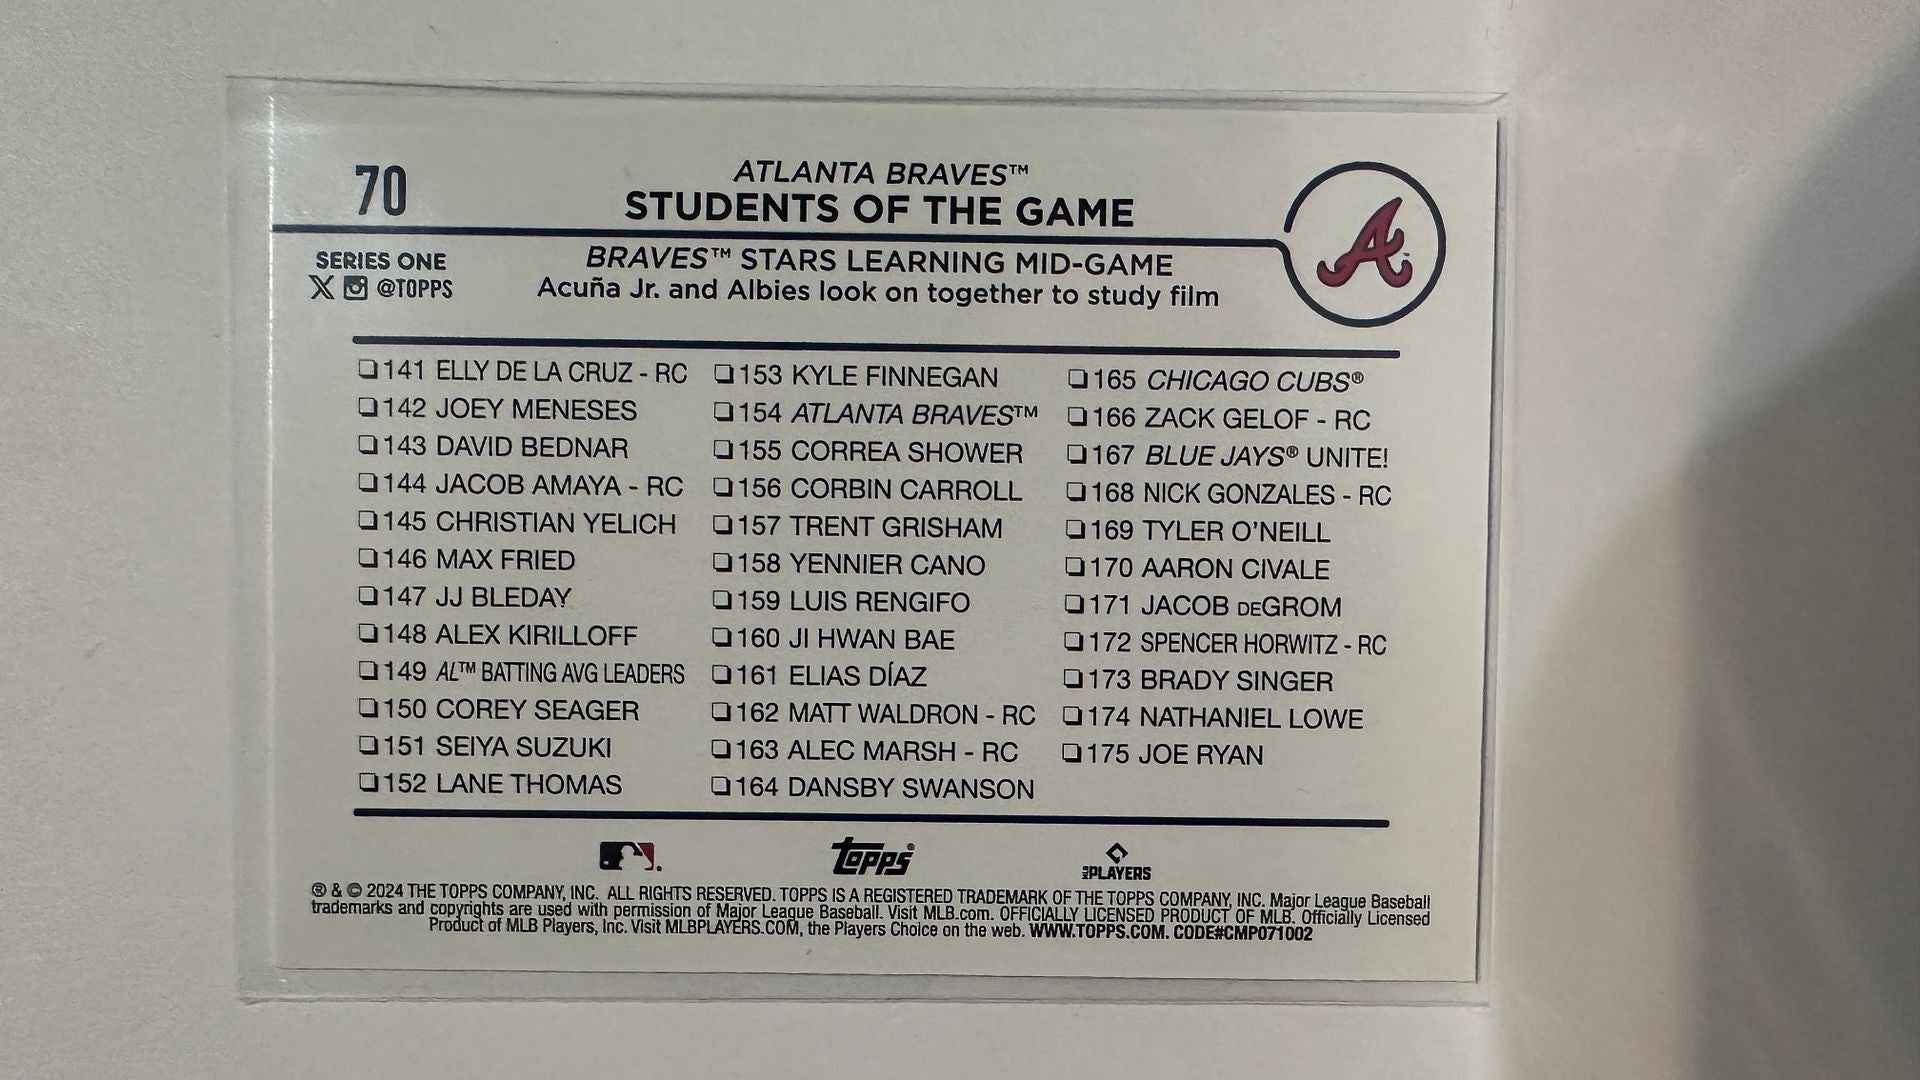 70
ATLANTA BRAVES™
STUDENTS OF THE GAME
SERIES ONE
@TOPPS
BRAVES™ STARS LEARNING MID-GAME
Acuña Jr. and Albies look on together to study film
A
❏141 ELLY DE LA CRUZ - RC
❏142 JOEY MENESES
❏143 DAVID BEDNAR
❏144 JACOB AMAYA - RC
❏145 CHRISTIAN YELICH
❏146 MAX FRIED
❏147 JJ BLEDAY
❏148 ALEX KIRILLOFF
❏149 AL™ BATTING AVG LEADERS
❏150 COREY SEAGER
❏151 SEIYA SUZUKI
❏152 LANE THOMAS
❏153 KYLE FINNEGAN
❏154 ATLANTA BRAVES™
❏155 CORREA SHOWER
❏156 CORBIN CARROLL
❏157 TRENT GRISHAM
❏158 YENNIER CANO
❏159 LUIS RENGIFO
❏160 JI HWAN BAE
❏161 ELIAS DÍAZ
❏162 MATT WALDRON - RC
❏163 ALEC MARSH - RC
❏164 DANSBY SWANSON
❏165 CHICAGO CUBS®
❏166 ZACK GELOF - RC
❏167 BLUE JAYS® UNITE!
❏168 NICK GONZALES - RC
❏169 TYLER O'NEILL
❏170 AARON CIVALE
❏171 JACOB DEGROM
❏172 SPENCER HORWITZ - RC
❏173 BRADY SINGER
❏174 NATHANIEL LOWE
❏175 JOE RYAN
Topps®
MLB PLAYERS
® & © 2024 THE TOPPS COMPANY, INC. ALL RIGHTS RESERVED. TOPPS IS A REGISTERED TRADEMARK OF THE TOPPS COMPANY, INC. Major League Baseball
trademarks and copyrights are used with permission of Major League Baseball. Visit MLB.com. OFFICIALLY LICENSED PRODUCT OF MLB. Officially Licensed
Product of MLB Players, Inc. Visit MLBPLAYERS.COM, the Players Choice on the web. WWW.TOPPS.COM. CODE#CMP071002